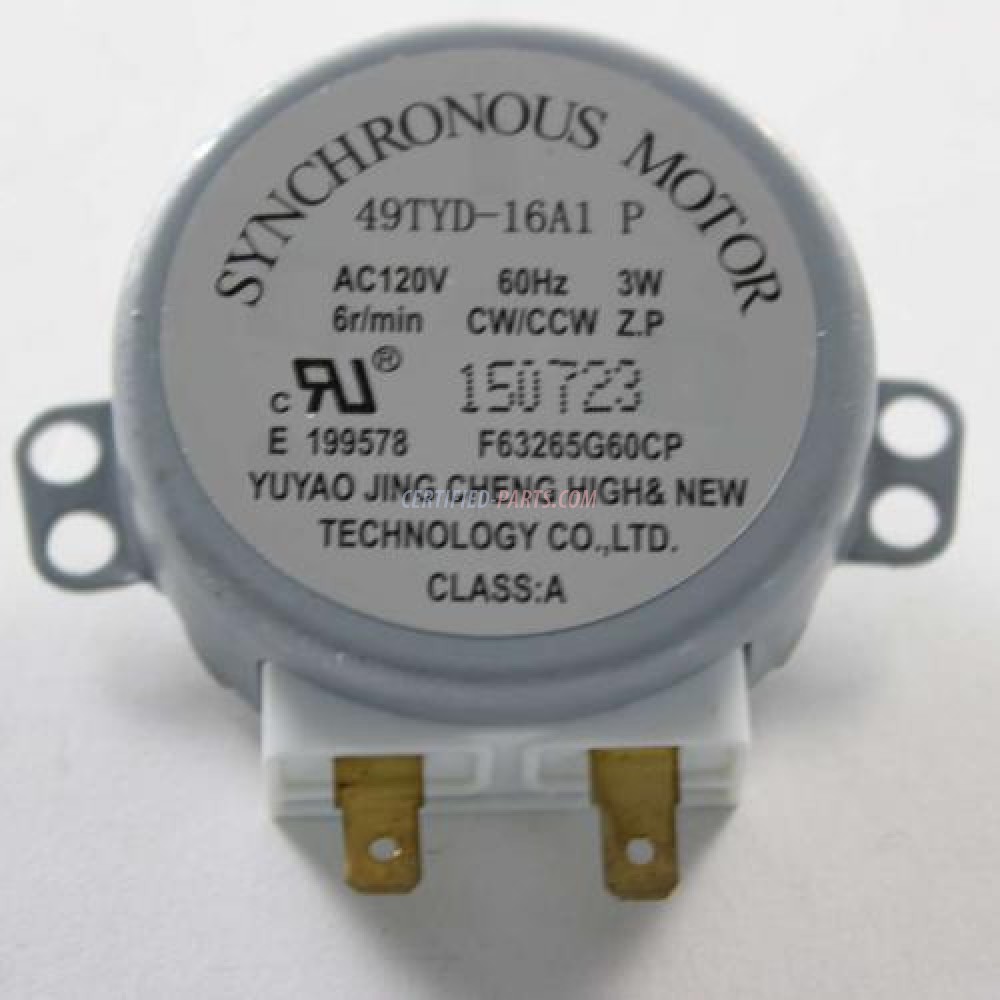 SYNCHRONOUS MOTOR
49TYD-16A1 P
AC120V 60Hz 3W
6r/min CW/CCW Z.P
c RU ® 150723
E 199578 F63265G60CP
YUYAO JING CHENG HIGH& NEW
CERTIFIED-PARTS.COM
TECHNOLOGY CO.,LTD.
CLASS:A